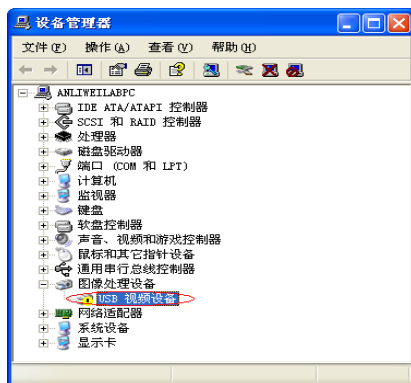 设备管理器
文件(F) 操作(A) 查看(V) 帮助(H)
ANLIWEILABPC
IDE ATA/ATAPI 控制器
SCSI 和 RAID 控制器
处理器
磁盘驱动器
端口 (COM 和 LPT)
计算机
监视器
键盘
软盘控制器
声音、视频和游戏控制器
鼠标和其它指针设备
通用串行总线控制器
图像处理设备
USB 视频设备
网络适配器
系统设备
显示卡